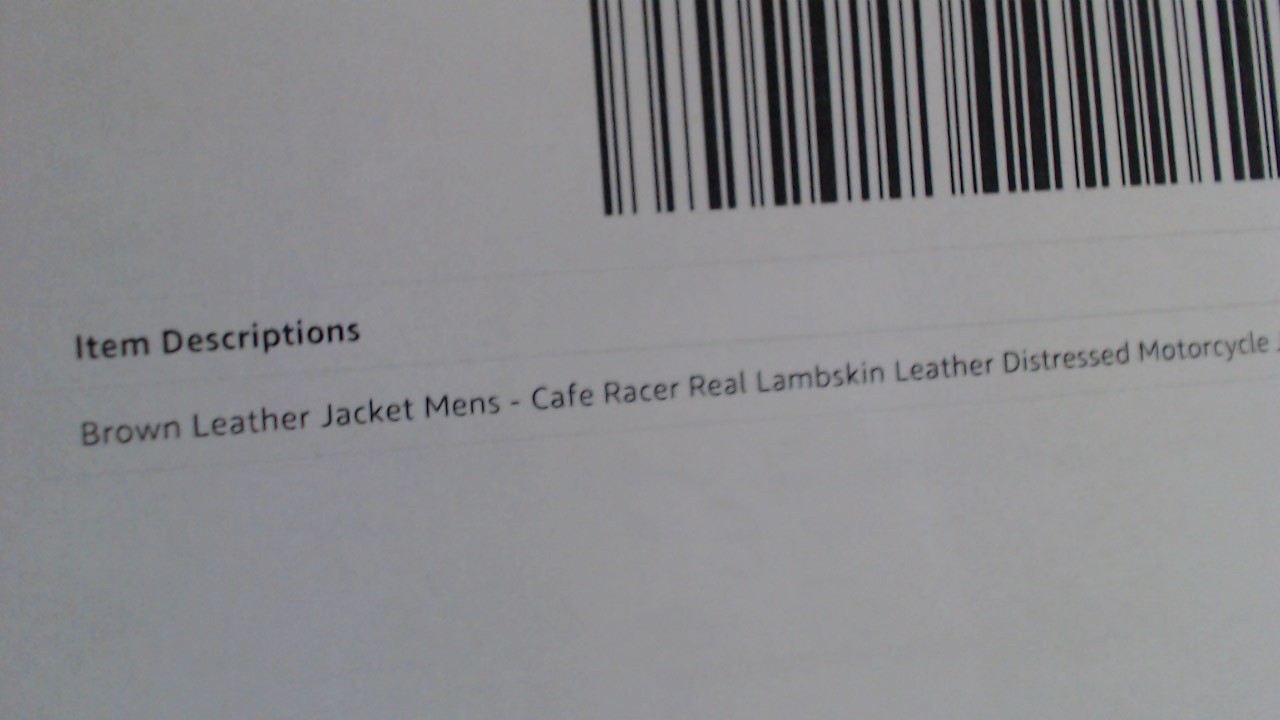 Item Descriptions
Brown Leather Jacket Mens - Cafe Racer Real Lambskin Leather Distressed Motorcycle